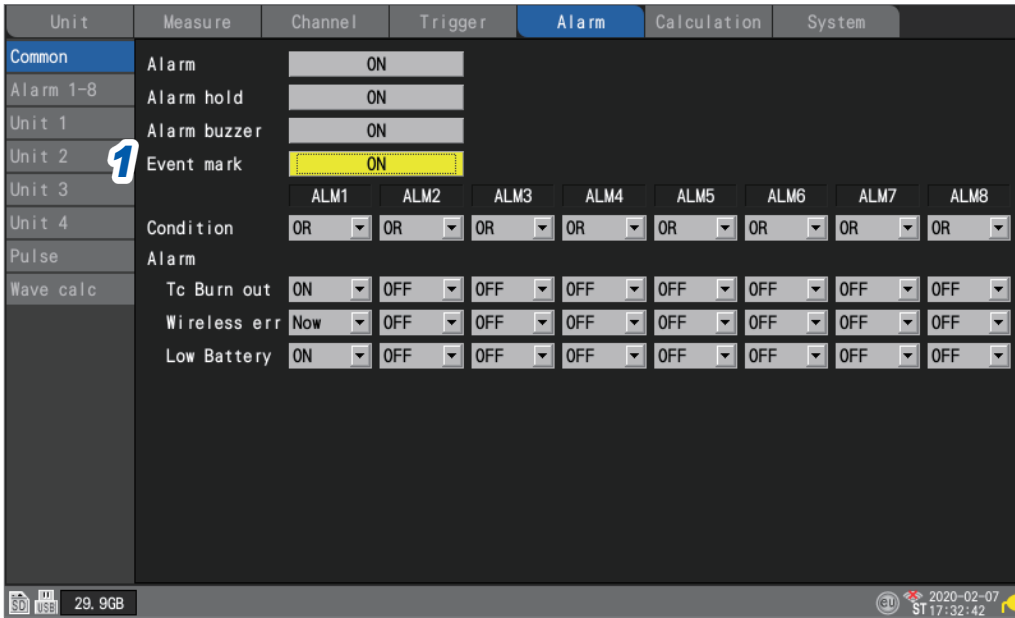 Unit Measure Channel Trigger Alarm Calculation System
Common
Alarm 1-8
Unit 1
Unit 2
Unit 3
Unit 4
Pulse
Wave calc
Alarm ON
Alarm hold ON
Alarm buzzer ON
1 Event mark ON
ALM1 ALM2 ALM3 ALM4 ALM5 ALM6 ALM7 ALM8
Condition OR OR OR OR OR OR OR OR
Alarm
Tc Burn out ON OFF OFF OFF OFF OFF OFF OFF
Wireless err Now OFF OFF OFF OFF OFF OFF OFF
Low Battery ON OFF OFF OFF OFF OFF OFF OFF
SD USB 29.9GB eu ST 2020-02-07
17:32:42